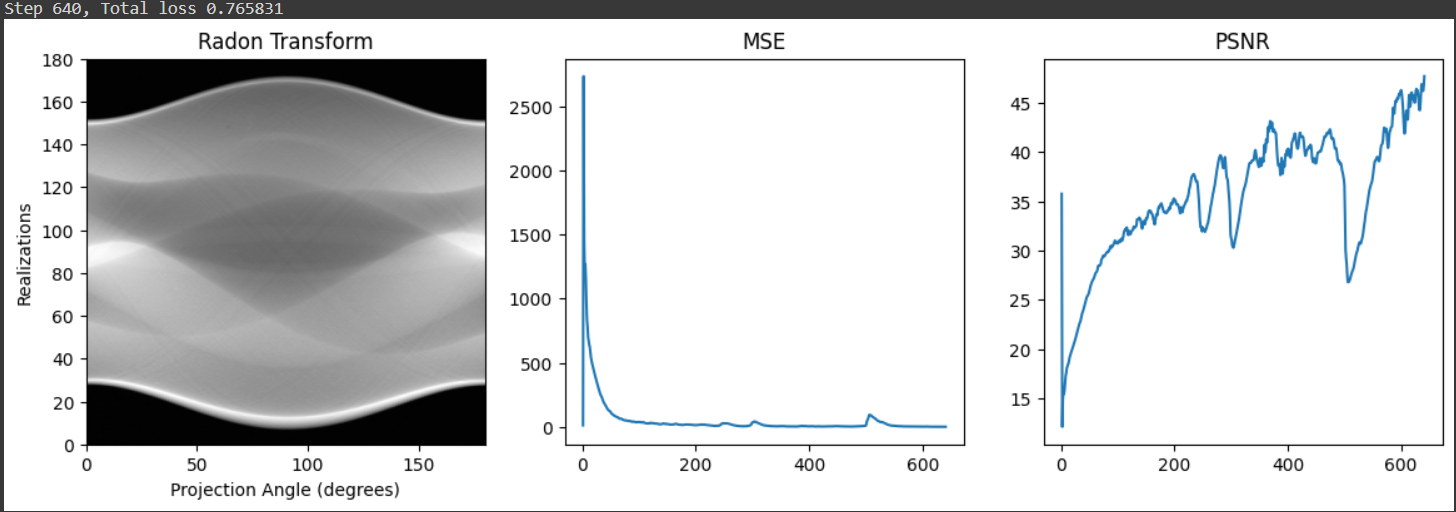 Step 640, Total loss 0.765831
Radon Transform
180
160
140
120
100
80
60
40
20
0
Realizations
0 50 100 150
Projection Angle (degrees)
MSE
2500
2000
1500
1000
500
0
0 200 400 600
PSNR
45
40
35
30
25
20
15
0 200 400 600